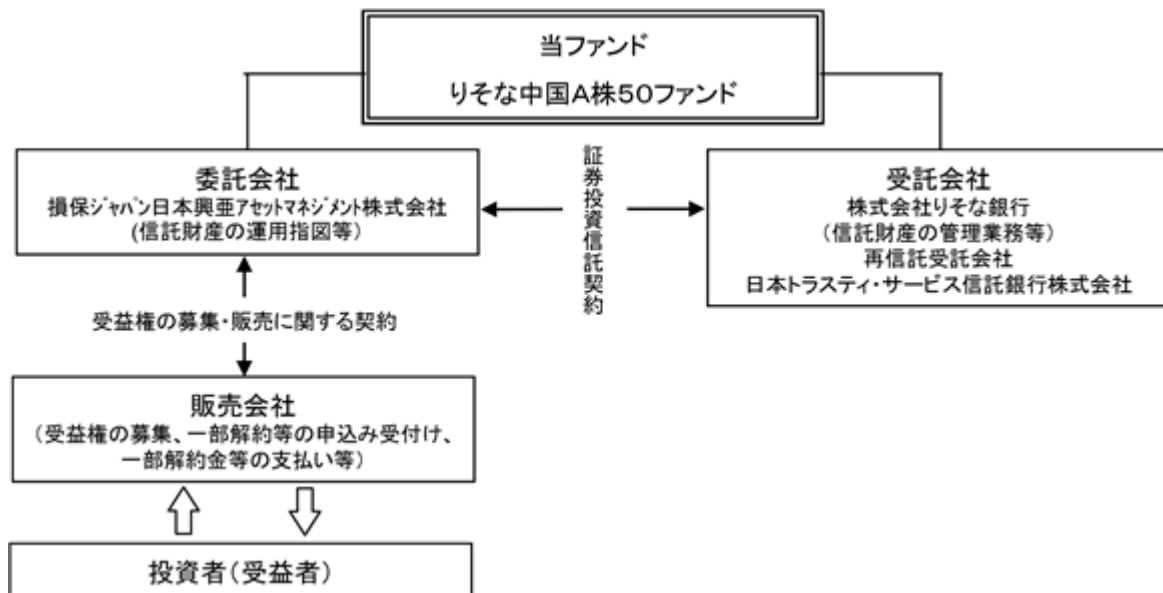 当ファンド
りそな中国A株50ファンド
委託会社
損保ｼﾞｬﾊﾟﾝ日本興亜アセットマネｼﾞメント株式会社
(信託財産の運用指図等)
証券投資信託契約
受託会社
株式会社りそな銀行
(信託財産の管理業務等)
再信託受託会社
日本トラスティ・サービス信託銀行株式会社
受益権の募集・販売に関する契約
販売会社
(受益権の募集、一部解約等の申込み受付け、
一部解約金等の支払い等)
投資者(受益者)